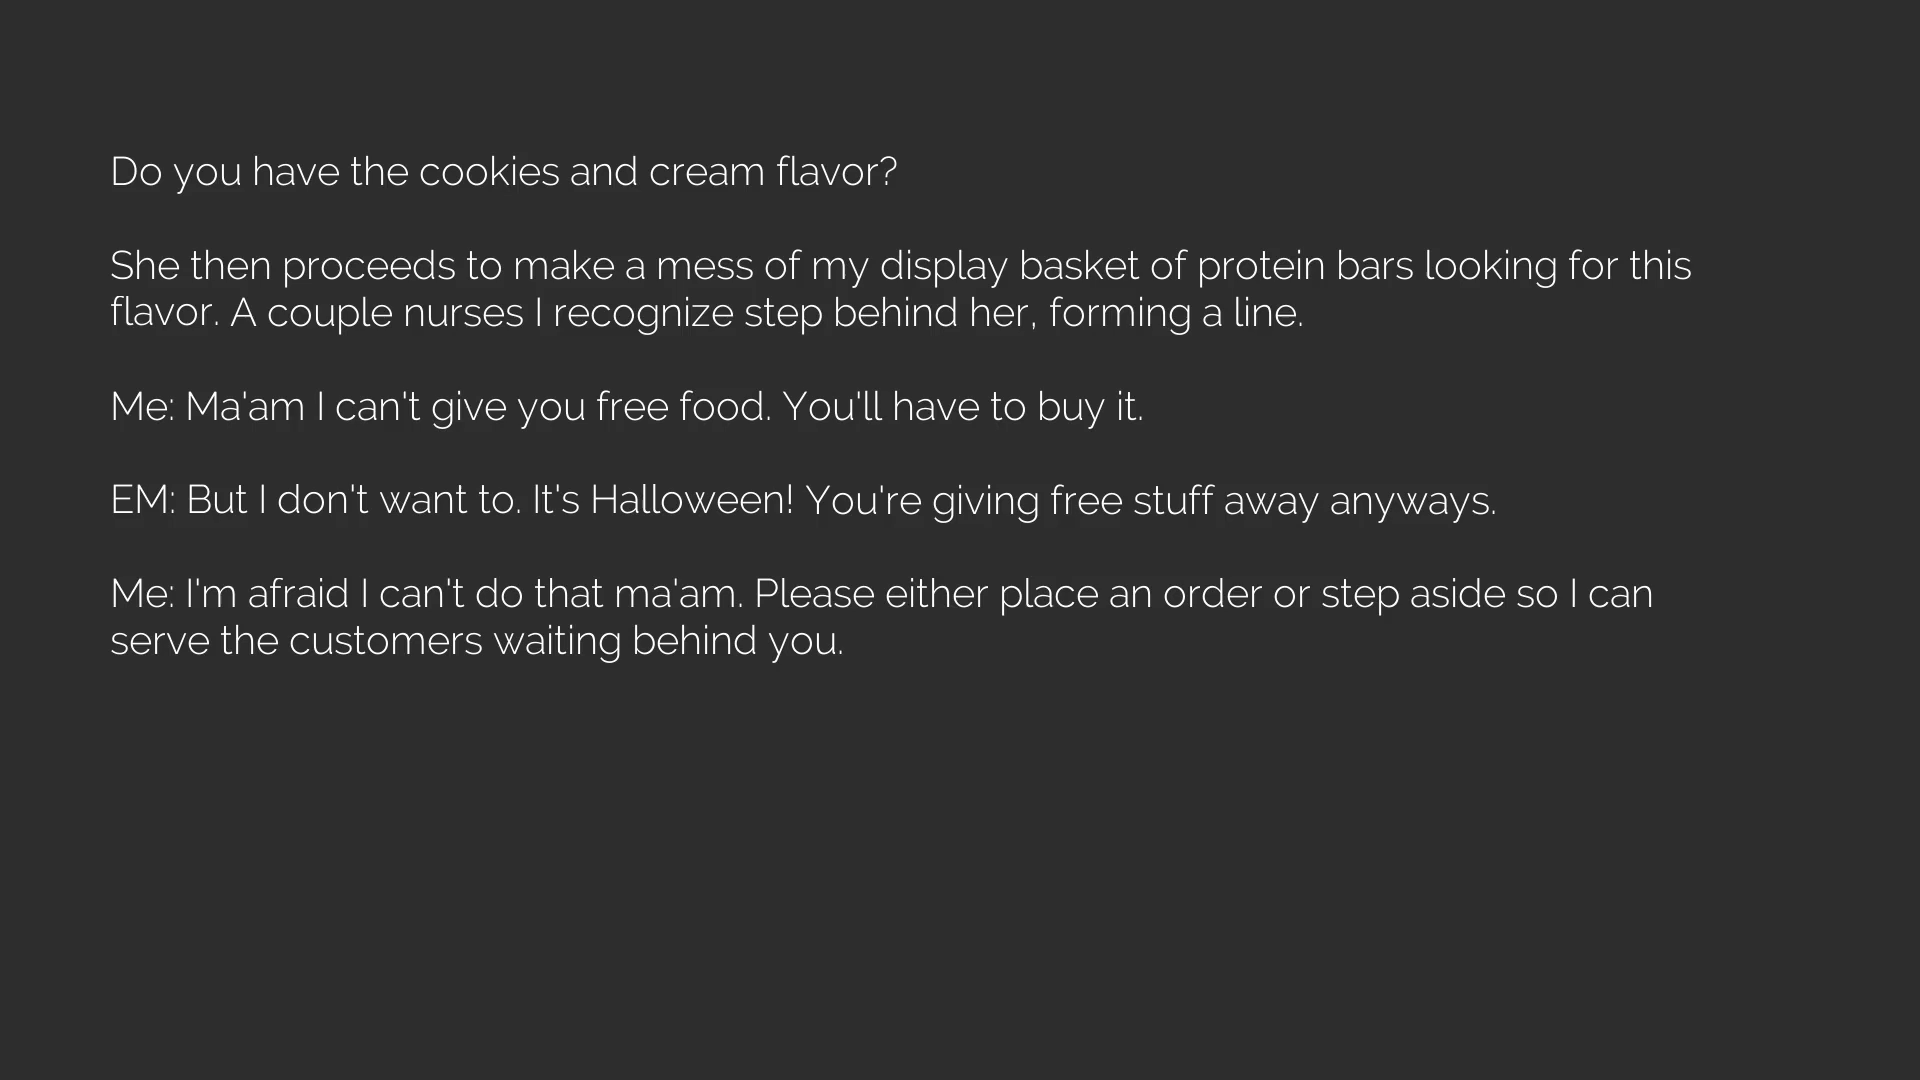 Do you have the cookies and cream flavor?
She then proceeds to make a mess of my display basket of protein bars looking for this
flavor. A couple nurses I recognize step behind her, forming a line.
Me: Ma'am I can't give you free food. You'll have to buy it.
EM: But I don't want to. It's Halloween! You're giving free stuff away anyways.
Me: I'm afraid I can't do that ma'am. Please either place an order or step aside so I can
serve the customers waiting behind you.